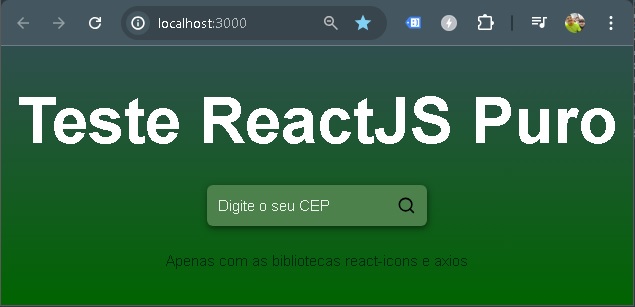 localhost:3000
Teste ReactJS Puro
Digite o seu CEP
Apenas com as bibliotecas react-icons e axios